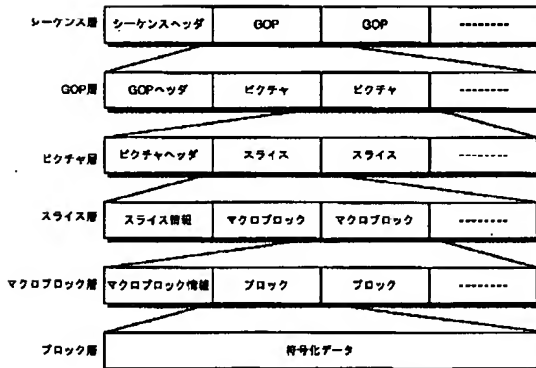 シーケンス層 シーケンスヘッダ GOP GOP --------
GOP層 GOPヘッダ ピクチャ ピクチャ --------
ピクチャ層 ピクチャヘッダ スライス スライス --------
スライス層 スライス情報 マクロブロック マクロブロック --------
マクロブロック層 マクロブロック情報 ブロック ブロック --------
ブロック層 符号化データ